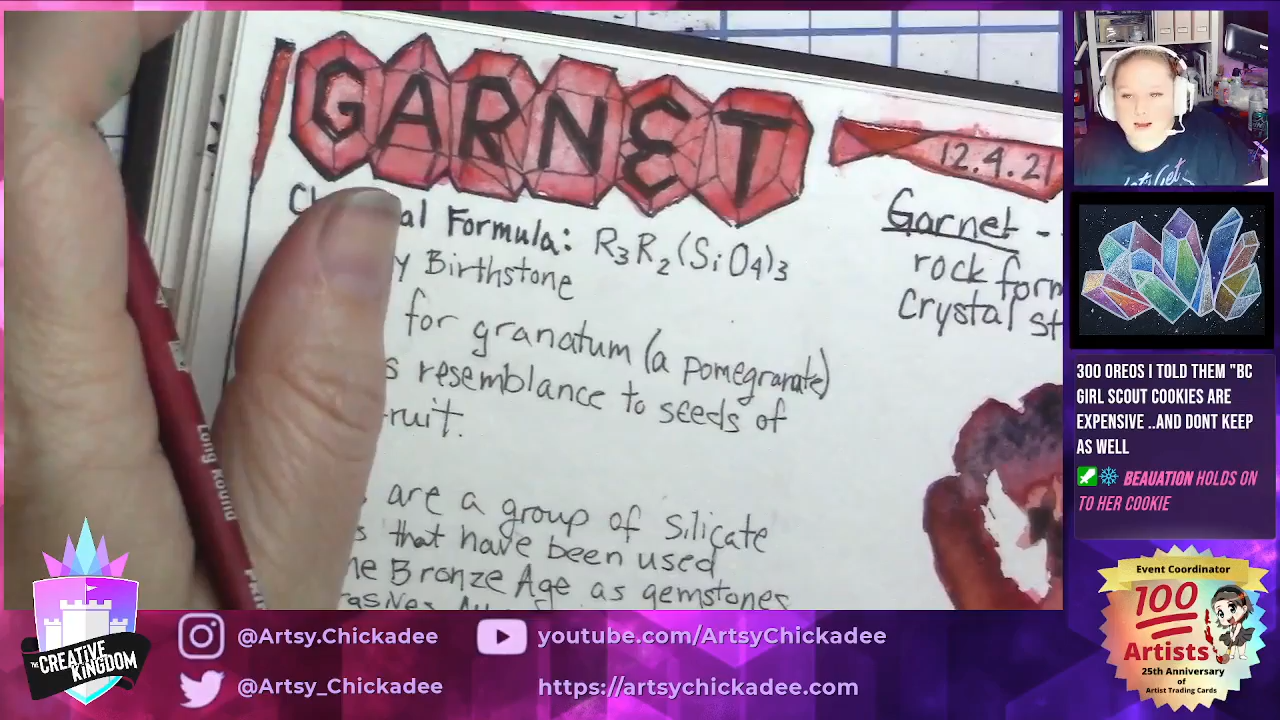 GARNET
12.4.21
Formula: R3R2(SiO4)3
Birthstone
for granatum (a pomegranate)
resemblance to seeds of
Garnet -
rock form
Crystal st
are a group of Silicate
that have been used
Bronze Age as gemstones
Long Round
Let's Get
300 OREOS I TOLD THEM "BC
GIRL SCOUT COOKIES ARE
EXPENSIVE ..AND DONT KEEP
AS WELL
BEAUATION HOLDS ON
TO HER COOKIE
THE CREATIVE
KINGDOM
@Artsy.Chickadee
youtube.com/ArtsyChickadee
@Artsy_Chickadee
https://artsychickadee.com
Event Coordinator
100
Artists
25th Anniversary
of
Artist Trading Cards